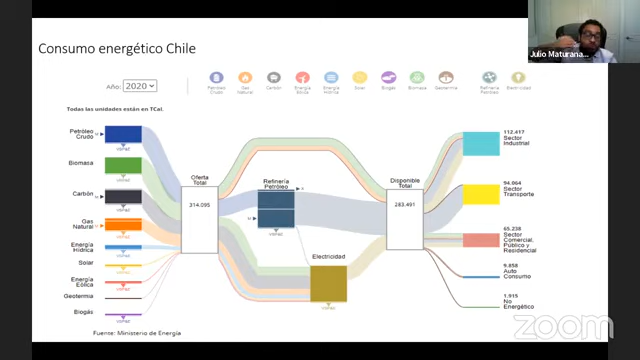 Julio Maturana...
Consumo energético Chile
Año: 2020
Petróleo Crudo
Gas Natural
Carbón
Energía Eólica
Energía Hídrica
Solar
Biogás
Biomasa
Geotermia
Refinería Petróleo
Electricidad
Todas las unidades están en TCal.
Petróleo Crudo
Biomasa
Carbón
Gas Natural
Energía Hídrica
Solar
Energía Eólica
Geotermia
Biogás
Oferta Total
314.095
Refinería Petróleo
Electricidad
Disponible Total
283.491
112.417
Sector Industrial
94.064
Sector Transporte
65.238
Sector Comercial, Público y Residencial
9.858
Auto Consumo
1.915
No Energético
Fuente: Ministerio de Energía
zoom